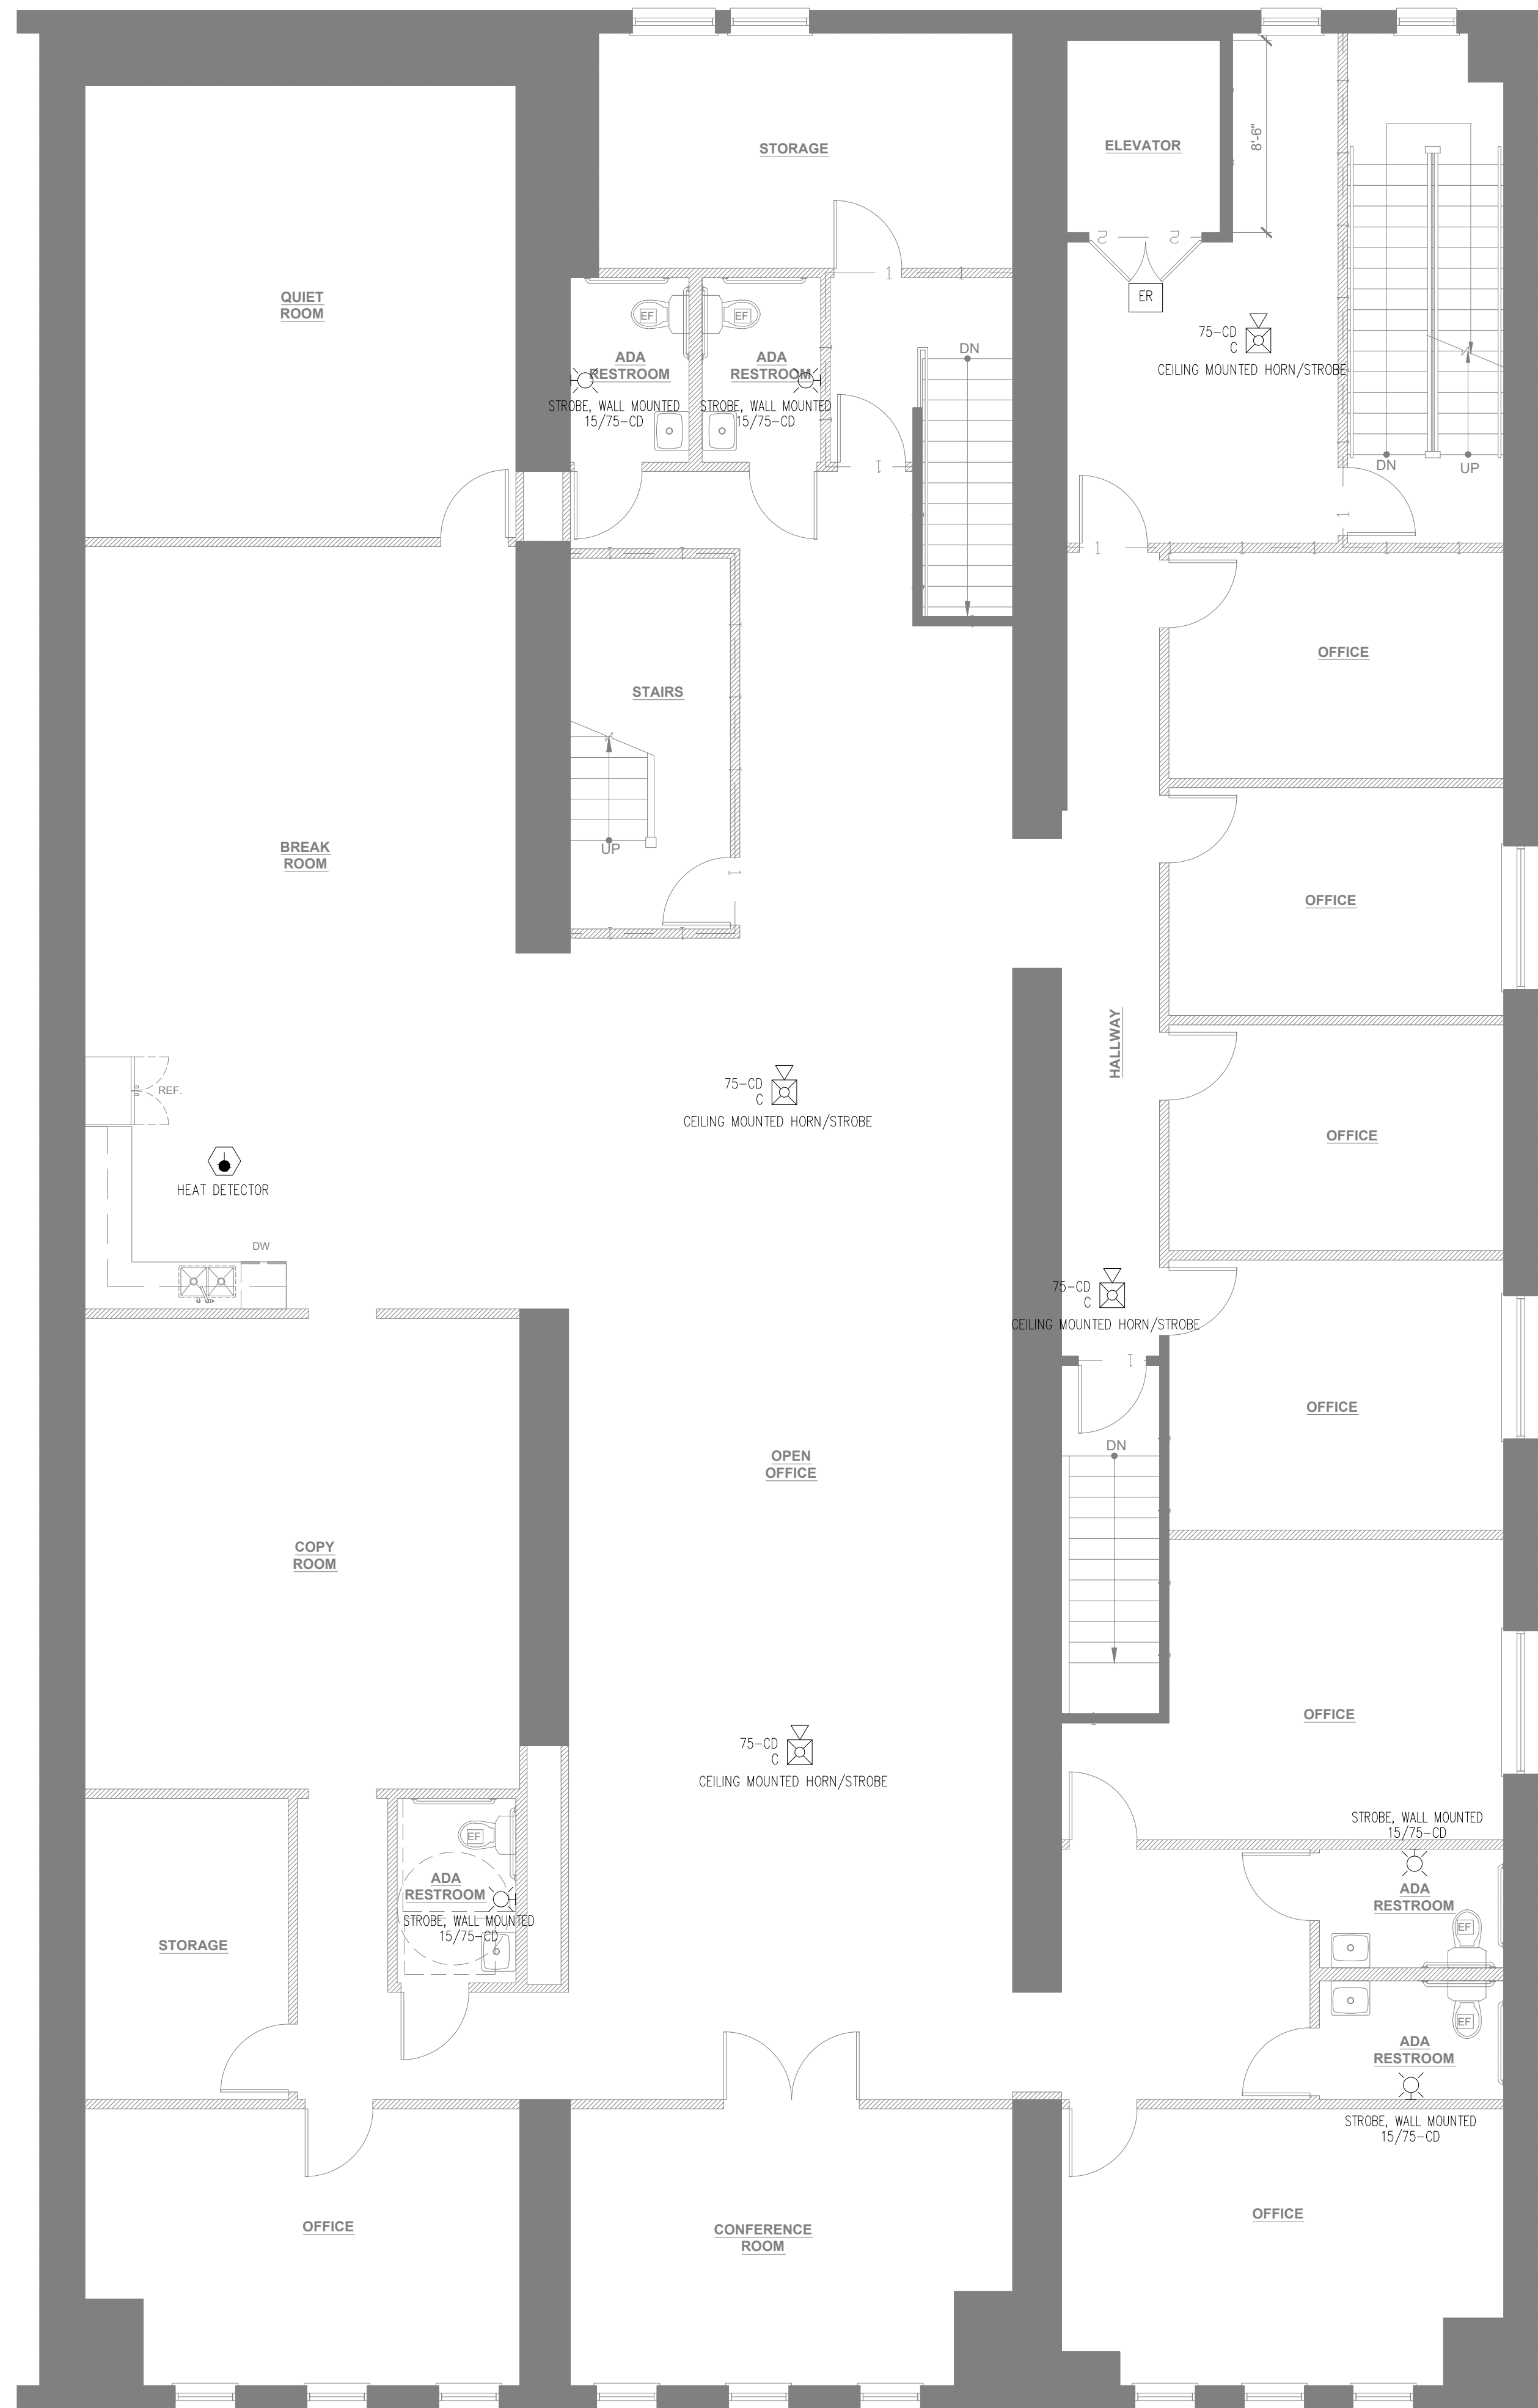 STORAGE
ELEVATOR
8'-6"
QUIET
ROOM
S
S
1
1
ER
EF
EF
75-CD
C
CEILING MOUNTED HORN/STROBE
ADA
RESTROOM
ADA
RESTROOM
DN
STROBE, WALL MOUNTED
15/75-CD
STROBE, WALL MOUNTED
15/75-CD
DN
UP
1
1
1
OFFICE
STAIRS
UP
1
BREAK
ROOM
OFFICE
HALLWAY
REF.
75-CD
C
CEILING MOUNTED HORN/STROBE
OFFICE
HEAT DETECTOR
DW
75-CD
C
CEILING MOUNTED HORN/STROBE
1
OFFICE
DN
OPEN
OFFICE
COPY
ROOM
OFFICE
75-CD
C
CEILING MOUNTED HORN/STROBE
STROBE, WALL MOUNTED
15/75-CD
EF
ADA
RESTROOM
ADA
RESTROOM
STROBE, WALL MOUNTED
15/75-CD
EF
STORAGE
EF
ADA
RESTROOM
STROBE, WALL MOUNTED
15/75-CD
OFFICE
OFFICE
CONFERENCE
ROOM